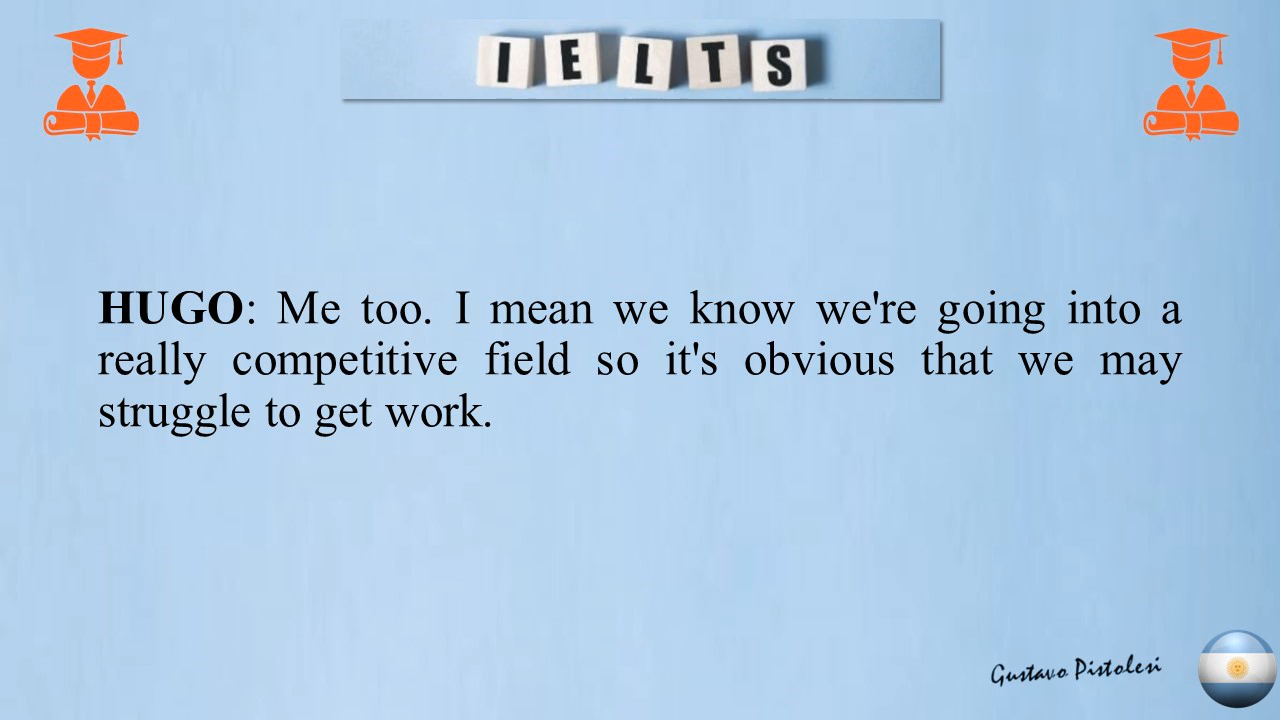 IELTS
HUGO: Me too. I mean we know we're going into a
really competitive field so it's obvious that we may
struggle to get work.
Gustavo Pistolesi